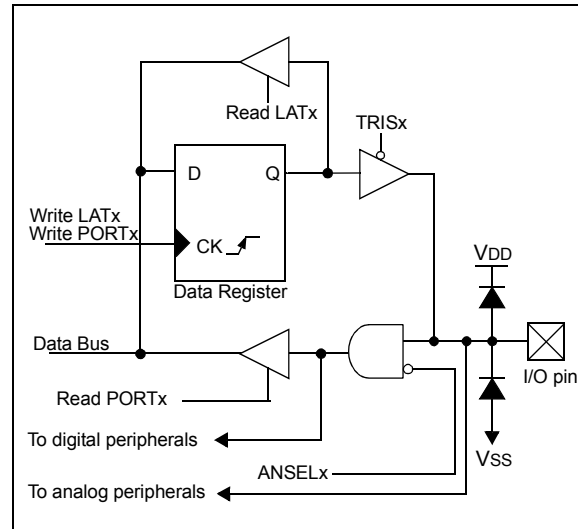 Read LATx
TRISx
D Q
Write LATx
Write PORTx
CK
VDD
Data Register
Data Bus
I/O pin
Read PORTx
To digital peripherals
VSS
ANSELx
To analog peripherals